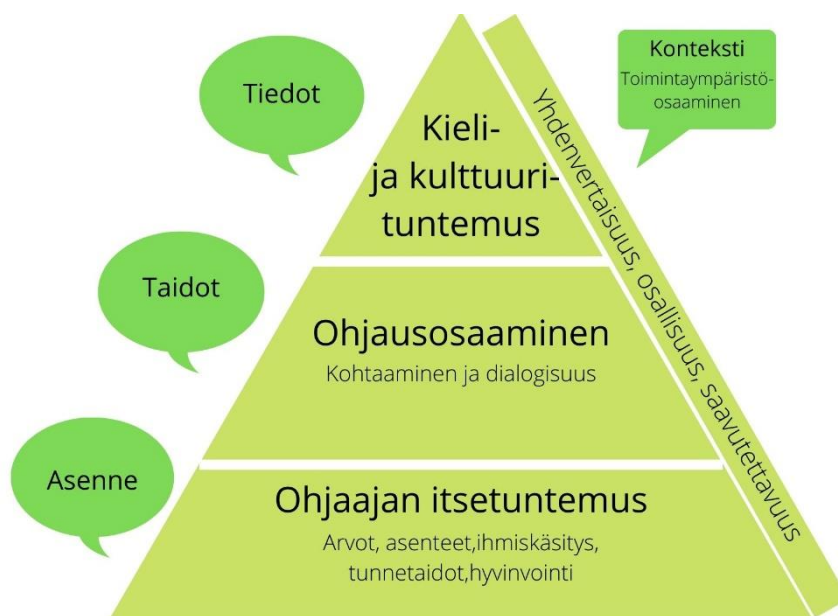 Tiedot
Kieli-
ja kulttuuri-
tuntemus
Konteksti
Toimintaympäristö-
osaaminen
Yhdenvertaisuus, osallisuus, saavutettavuus
Taidot
Ohjausosaaminen
Kohtaaminen ja dialogisuus
Asenne
Ohjaajan itsetuntemus
Arvot, asenteet,ihmiskäsitys,
tunnetaidot,hyvinvointi